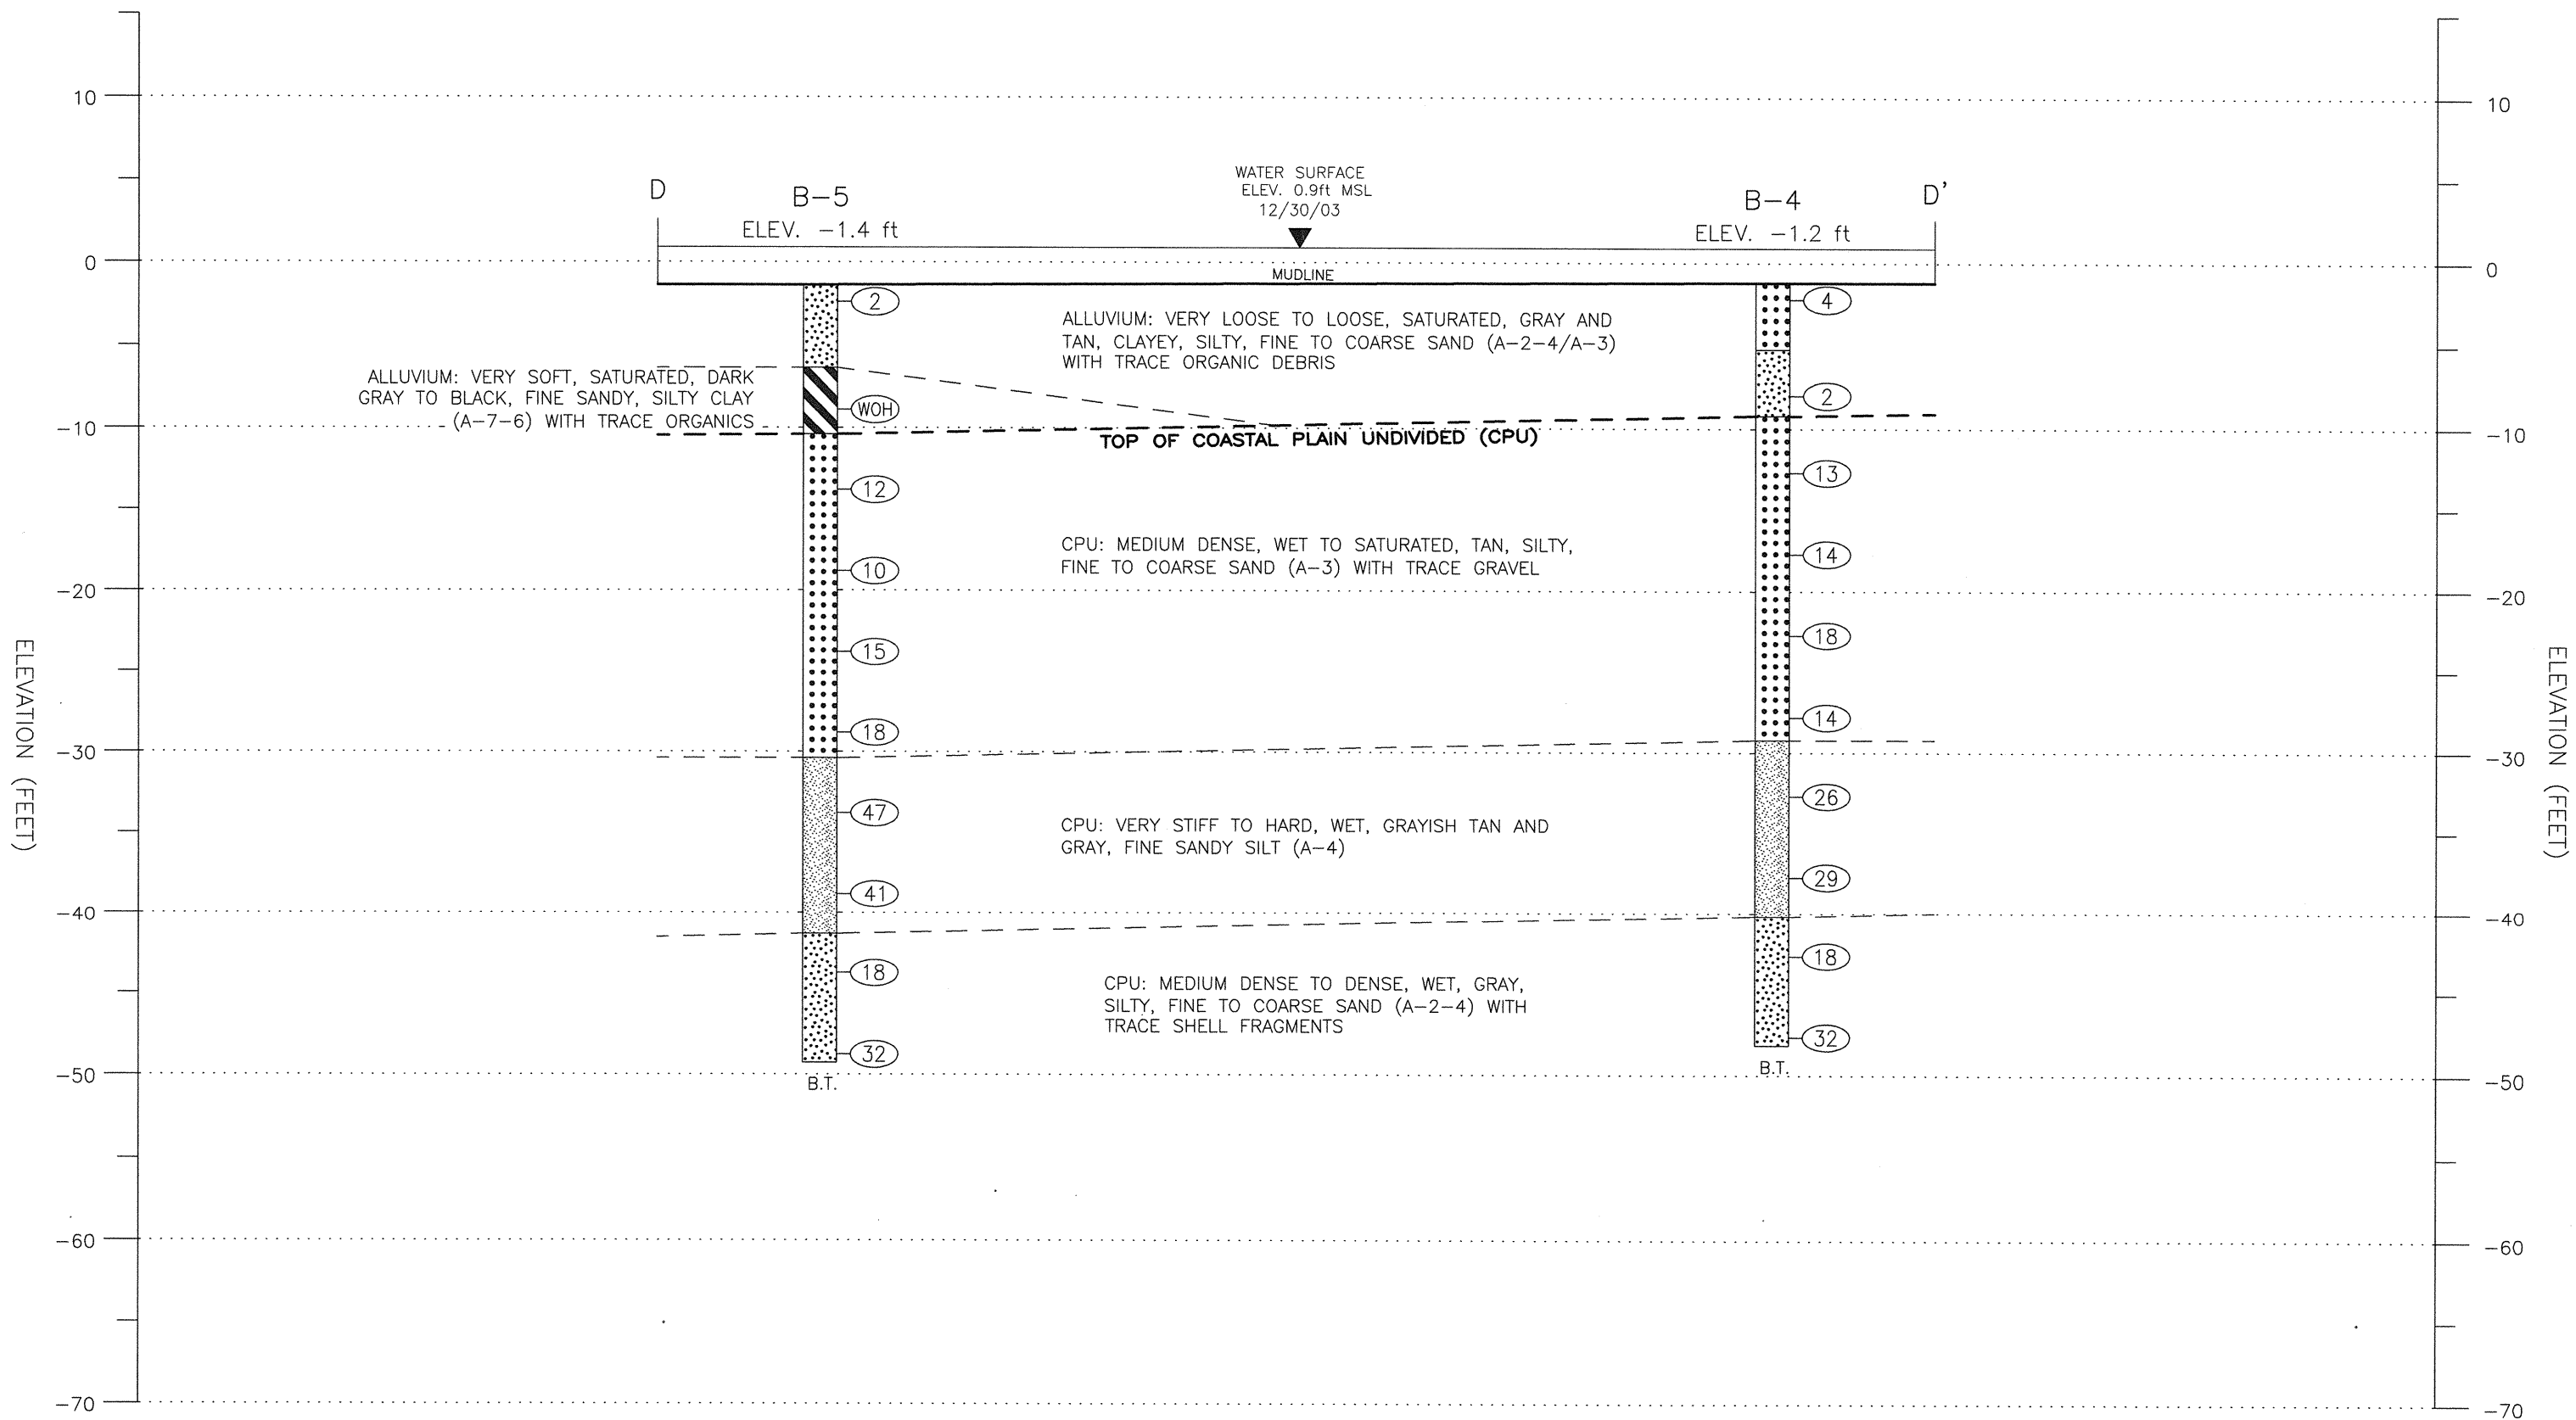 WATER SURFACE
ELEV. 0.9ft MSL
12/30/03
D
B-5
ELEV. -1.4 ft
B-4
ELEV. -1.2 ft
D'
MUDLINE
10
0
-10
-20
-30
-40
-50
-60
-70
ELEVATION (FEET)
ALLUVIUM: VERY SOFT, SATURATED, DARK
GRAY TO BLACK, FINE SANDY, SILTY CLAY
(A-7-6) WITH TRACE ORGANICS
2
WOH
12
10
15
18
47
41
18
32
B.T.
ALLUVIUM: VERY LOOSE TO LOOSE, SATURATED, GRAY AND
TAN, CLAYEY, SILTY, FINE TO COARSE SAND (A-2-4/A-3)
WITH TRACE ORGANIC DEBRIS
TOP OF COASTAL PLAIN UNDIVIDED (CPU)
CPU: MEDIUM DENSE, WET TO SATURATED, TAN, SILTY,
FINE TO COARSE SAND (A-3) WITH TRACE GRAVEL
CPU: VERY STIFF TO HARD, WET, GRAYISH TAN AND
GRAY, FINE SANDY SILT (A-4)
CPU: MEDIUM DENSE TO DENSE, WET, GRAY,
SILTY, FINE TO COARSE SAND (A-2-4) WITH
TRACE SHELL FRAGMENTS
4
2
13
14
18
14
26
29
18
32
B.T.
10
0
-10
-20
-30
-40
-50
-60
-70
ELEVATION (FEET)